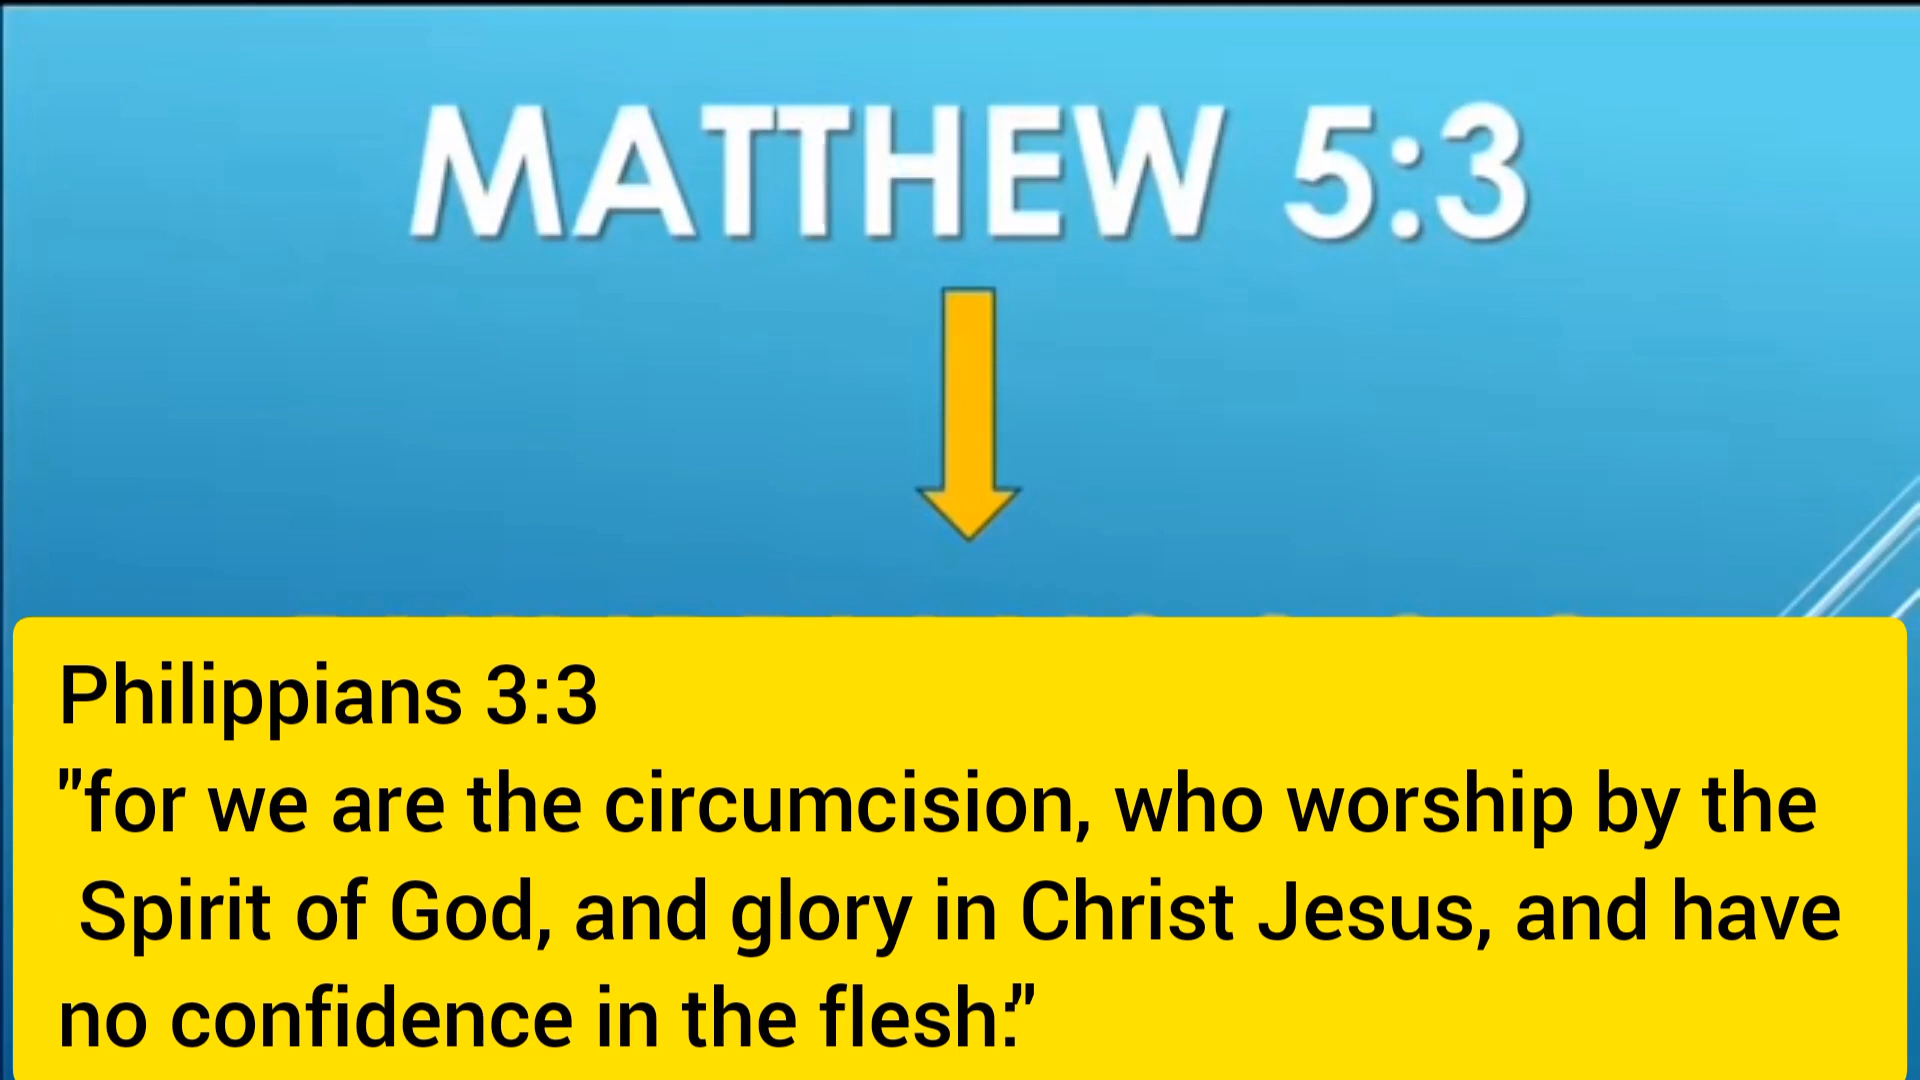 MATTHEW 5:3
Philippians 3:3
"for we are the circumcision, who worship by the
Spirit of God, and glory in Christ Jesus, and have
no confidence in the flesh:"